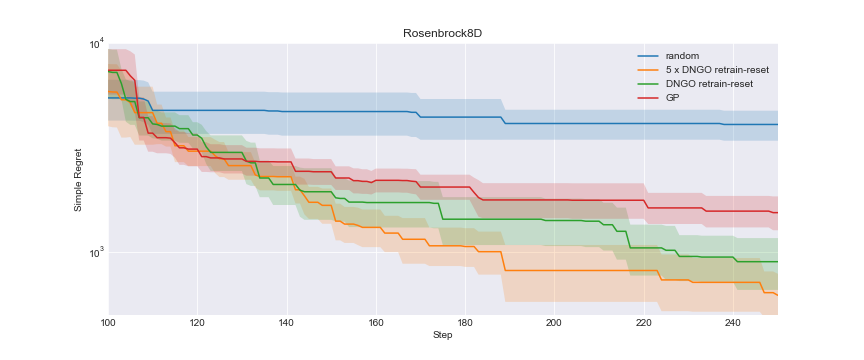 Rosenbrock8D
random
5 x DNGO retrain-reset
DNGO retrain-reset
GP
Simple Regret
10^4
10^3
100 120 140 160 180 200 220 240
Step